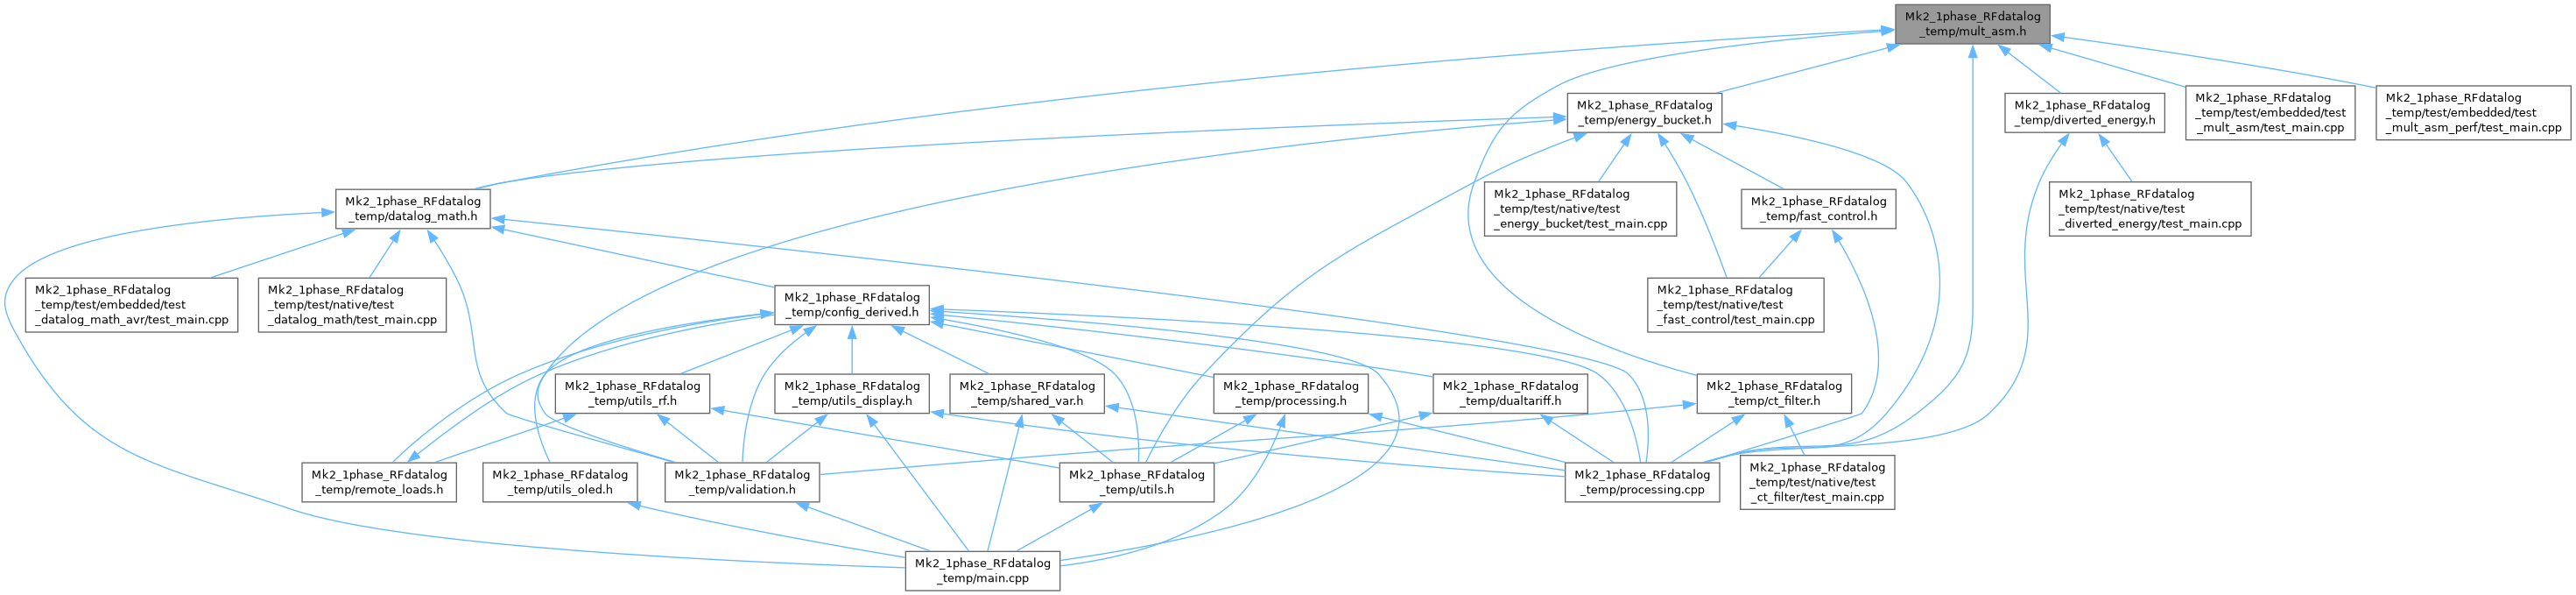 Mk2_1phase_RFdatalog
_temp/mult_asm.h
Mk2_1phase_RFdatalog
_temp/energy_bucket.h
Mk2_1phase_RFdatalog
_temp/diverted_energy.h
Mk2_1phase_RFdatalog
_temp/test/embedded/test
_mult_asm/test_main.cpp
Mk2_1phase_RFdatalog
_temp/test/embedded/test
_mult_asm_perf/test_main.cpp
Mk2_1phase_RFdatalog
_temp/datalog_math.h
Mk2_1phase_RFdatalog
_temp/test/native/test
_energy_bucket/test_main.cpp
Mk2_1phase_RFdatalog
_temp/fast_control.h
Mk2_1phase_RFdatalog
_temp/test/native/test
_diverted_energy/test_main.cpp
Mk2_1phase_RFdatalog
_temp/test/embedded/test
_datalog_math_avr/test_main.cpp
Mk2_1phase_RFdatalog
_temp/test/native/test
_datalog_math/test_main.cpp
Mk2_1phase_RFdatalog
_temp/config_derived.h
Mk2_1phase_RFdatalog
_temp/test/native/test
_fast_control/test_main.cpp
Mk2_1phase_RFdatalog
_temp/utils_rf.h
Mk2_1phase_RFdatalog
_temp/utils_display.h
Mk2_1phase_RFdatalog
_temp/shared_var.h
Mk2_1phase_RFdatalog
_temp/processing.h
Mk2_1phase_RFdatalog
_temp/dualtariff.h
Mk2_1phase_RFdatalog
_temp/ct_filter.h
Mk2_1phase_RFdatalog
_temp/remote_loads.h
Mk2_1phase_RFdatalog
_temp/utils_oled.h
Mk2_1phase_RFdatalog
_temp/validation.h
Mk2_1phase_RFdatalog
_temp/utils.h
Mk2_1phase_RFdatalog
_temp/processing.cpp
Mk2_1phase_RFdatalog
_temp/test/native/test
_ct_filter/test_main.cpp
Mk2_1phase_RFdatalog
_temp/main.cpp